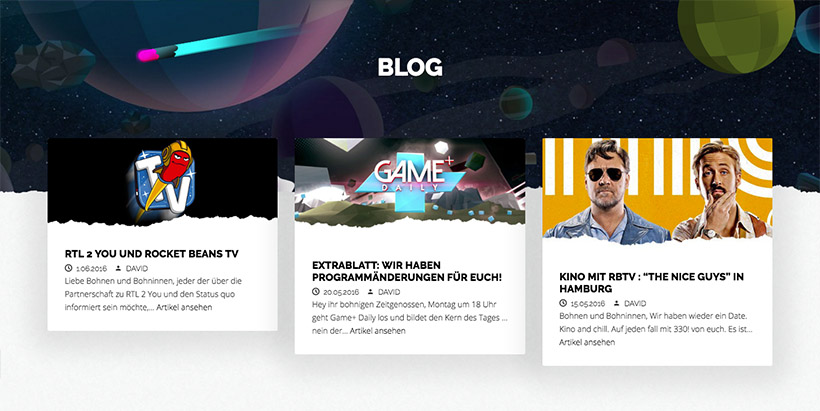 BLOG
TV
RTL 2 YOU UND ROCKET BEANS TV
1.06.2016 DAVID
Liebe Bohnen und Bohninnen, jeder der über die
Partnerschaft zu RTL 2 You und den Status quo
informiert sein möchte,... Artikel ansehen
GAME+
DAILY
EXTRABLATT: WIR HABEN
PROGRAMMÄNDERUNGEN FÜR EUCH!
20.05.2016 DAVID
Hey ihr bohnigen Zeitgenossen, Montag um 18 Uhr
geht Game+ Daily los und bildet den Kern des Tages ...
nein der... Artikel ansehen
KINO MIT RBTV : “THE NICE GUYS” IN
HAMBURG
15.05.2016 DAVID
Bohnen und Bohninnen, Wir haben wieder ein Date.
Kino and chill. Auf jeden fall mit 330! von euch. Es ist...
Artikel ansehen